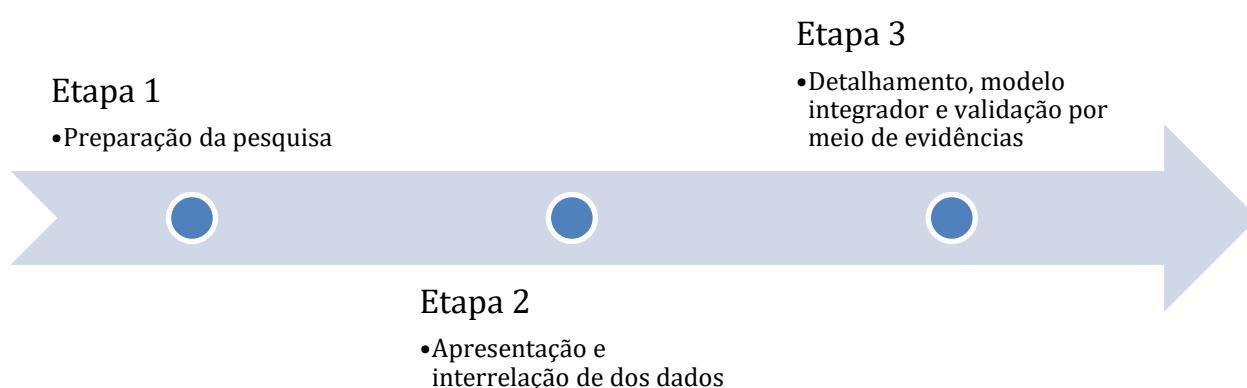 Etapa 1
•Preparação da pesquisa
Etapa 2
•Apresentação e
interrelação de dos dados
Etapa 3
•Detalhamento, modelo
integrador e validação por
meio de evidências